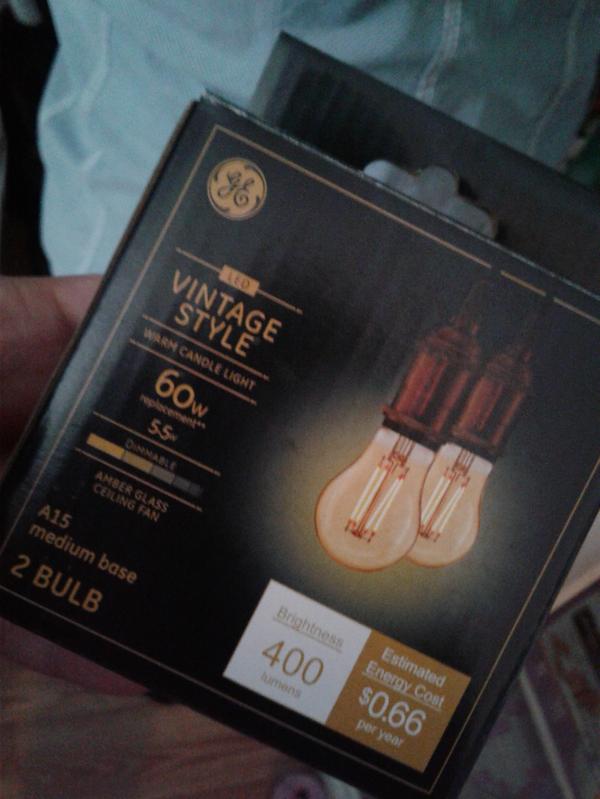 GE
LED
VINTAGE
STYLE
WARM CANDLE LIGHT
60w
replacement**
5.5w
DIMMABLE
AMBER GLASS
CEILING FAN
A15
medium base
2 BULB
Brightness
400
lumens
Estimated
Energy Cost
$0.66
per year